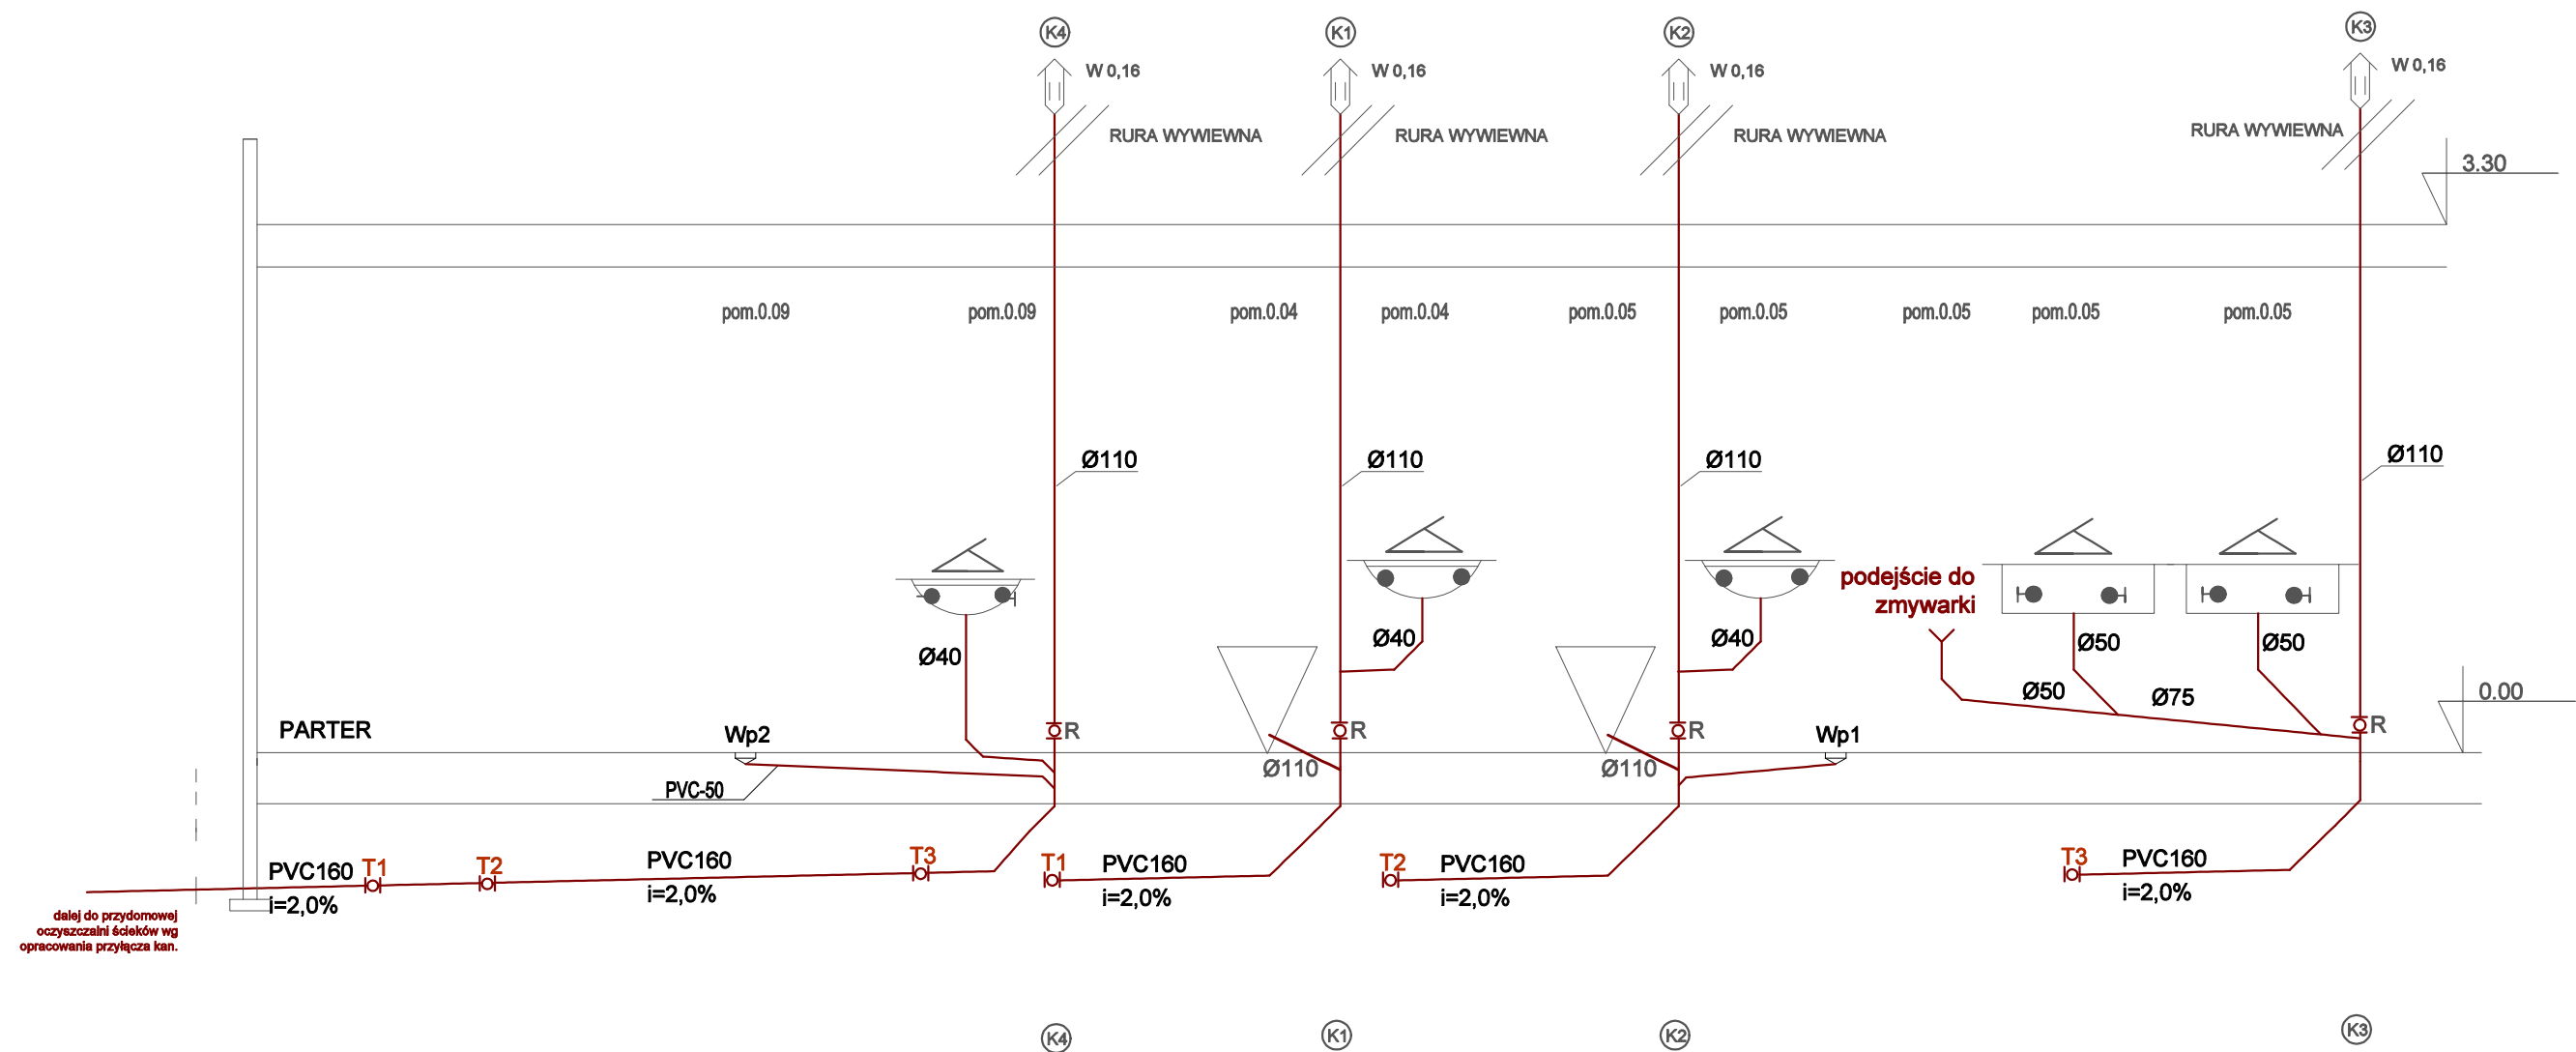 K4
K1
K2
K3
W 0,16
W 0,16
W 0,16
W 0,16
RURA WYWIEWNA
RURA WYWIEWNA
RURA WYWIEWNA
RURA WYWIEWNA
3.30
pom.0.09
pom.0.09
pom.0.04
pom.0.04
pom.0.05
pom.0.05
pom.0.05
pom.0.05
pom.0.05
Ø110
Ø110
Ø110
Ø110
podejście do
zmywarki
Ø40
Ø40
Ø40
Ø50
Ø50
Ø50
Ø75
0.00
PARTER
Wp2
R
R
R
Wp1
R
Ø110
Ø110
PVC-50
PVC160
T1
T2
PVC160
T3
T1
PVC160
T2
PVC160
T3
PVC160
i=2,0%
i=2,0%
i=2,0%
i=2,0%
i=2,0%
dalej do przydomowej
oczyszczalni ścieków wg
opracowania przyłącza kan.
K4
K1
K2
K3